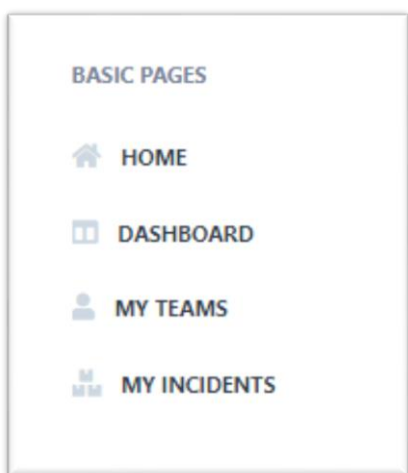 BASIC PAGES
HOME
DASHBOARD
MY TEAMS
MY INCIDENTS